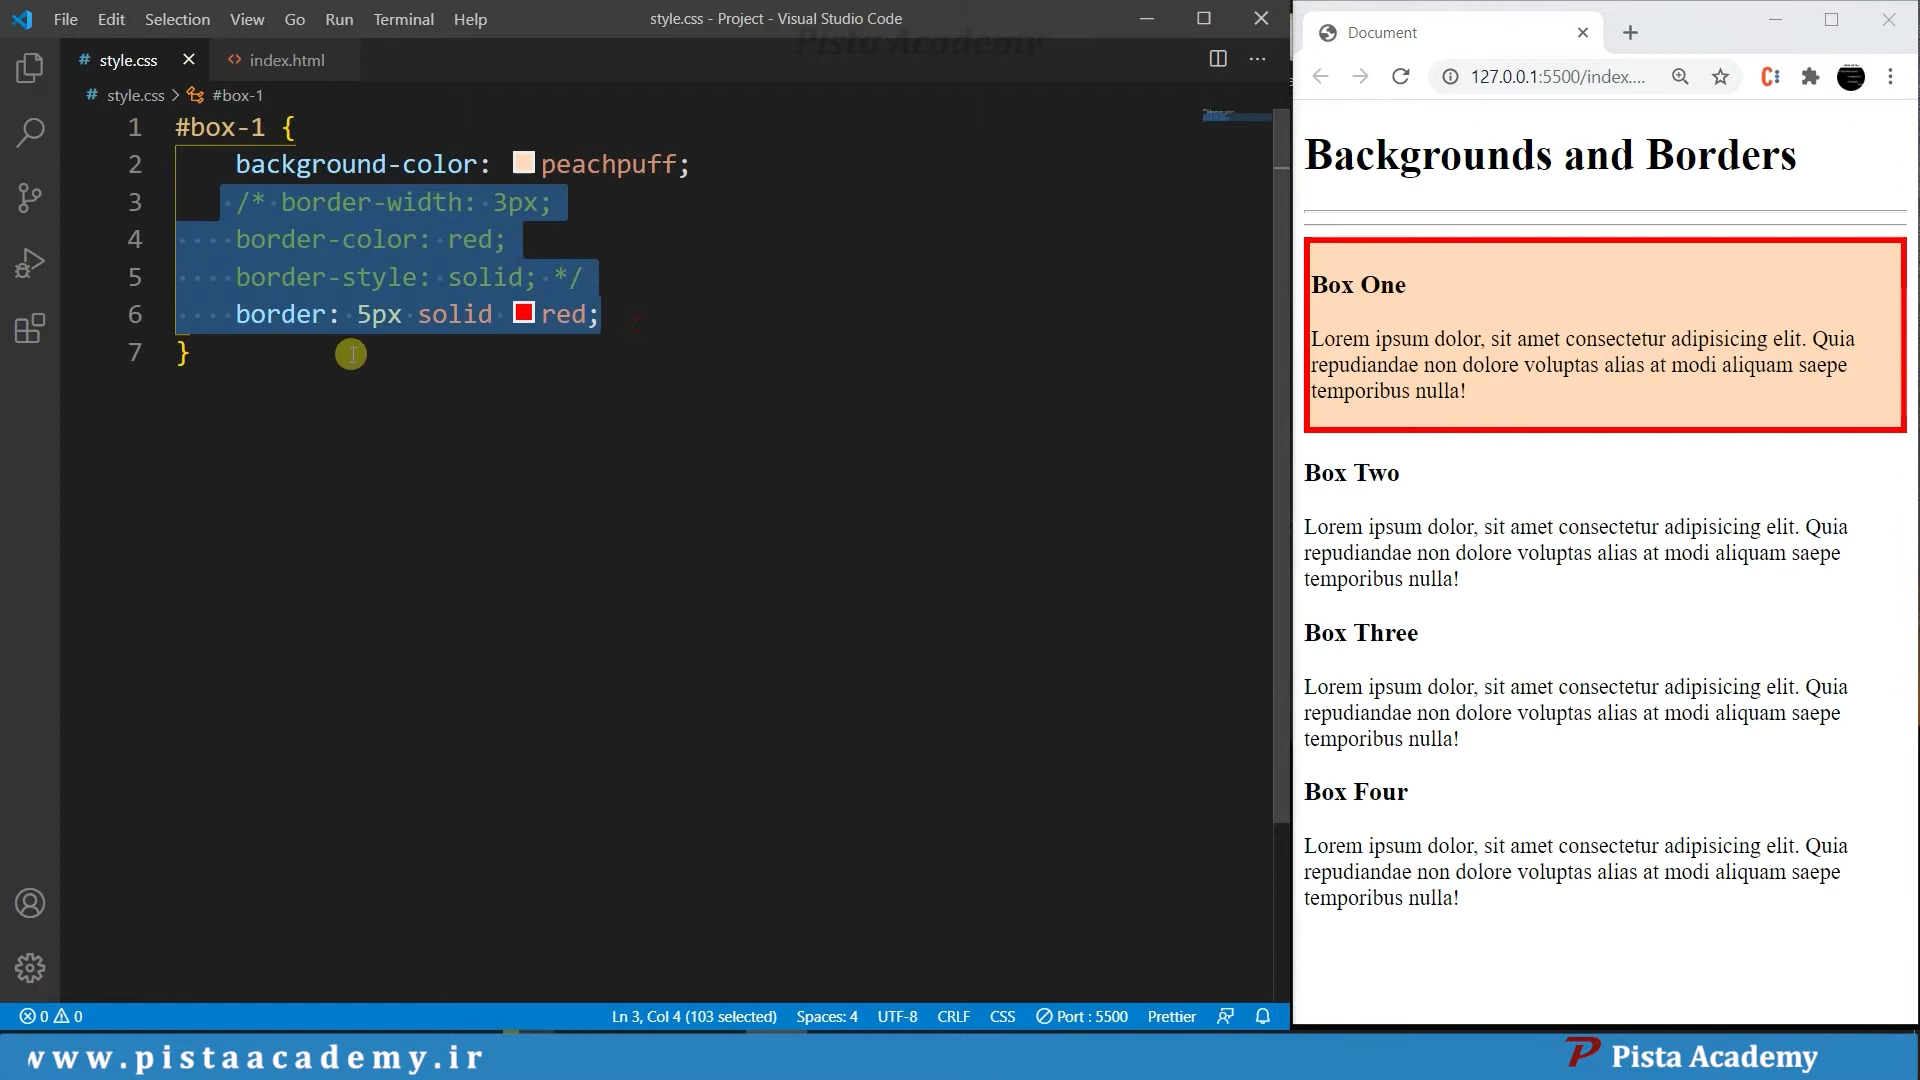 File Edit Selection View Go Run Terminal Help
style.css - Project - Visual Studio Code
Pista Academy
# style.css
<> index.html
# style.css > #box-1
1 #box-1 {
2 background-color: peachpuff;
3 /* border-width: 3px;
4 border-color: red;
5 border-style: solid; */
6 border: 5px solid red;
7 }
0 0
Ln 3, Col 4 (103 selected) Spaces: 4 UTF-8 CRLF CSS Port : 5500 Prettier
Document
127.0.0.1:5500/index....
Backgrounds and Borders
Box One
Lorem ipsum dolor, sit amet consectetur adipisicing elit. Quia
repudiandae non dolore voluptas alias at modi aliquam saepe
temporibus nulla!
Box Two
Lorem ipsum dolor, sit amet consectetur adipisicing elit. Quia
repudiandae non dolore voluptas alias at modi aliquam saepe
temporibus nulla!
Box Three
Lorem ipsum dolor, sit amet consectetur adipisicing elit. Quia
repudiandae non dolore voluptas alias at modi aliquam saepe
temporibus nulla!
Box Four
Lorem ipsum dolor, sit amet consectetur adipisicing elit. Quia
repudiandae non dolore voluptas alias at modi aliquam saepe
temporibus nulla!
www.pistaacademy.ir
Pista Academy